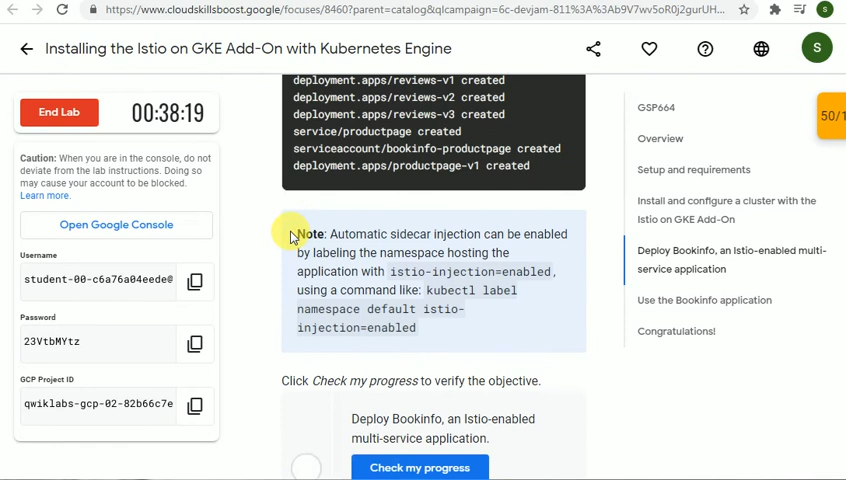 https://www.cloudskillsboost.google/focuses/8460?parent=catalog&qlcampaign=6c-devjam-811%3A%3Ab9V7wv5oR0j2gurUH...
S
Installing the Istio on GKE Add-On with Kubernetes Engine
S
End Lab
00:38:19
Caution: When you are in the console, do not
deviate from the lab instructions. Doing so
may cause your account to be blocked.
Learn more.
Open Google Console
Username
student-00-c6a76a04eede@
Password
23VtbMYtz
GCP Project ID
qwiklabs-gcp-02-82b66c7e
deployment.apps/reviews-v1 created
deployment.apps/reviews-v2 created
deployment.apps/reviews-v3 created
service/productpage created
serviceaccount/bookinfo-productpage created
deployment.apps/productpage-v1 created
Note: Automatic sidecar injection can be enabled
by labeling the namespace hosting the
application with istio-injection=enabled,
using a command like: kubectl label
namespace default istio-
injection=enabled
Click Check my progress to verify the objective.
Deploy Bookinfo, an Istio-enabled
multi-service application.
Check my progress
GSP664
Overview
Setup and requirements
Install and configure a cluster with the
Istio on GKE Add-On
Deploy Bookinfo, an Istio-enabled multi-
service application
Use the Bookinfo application
Congratulations!
50/1